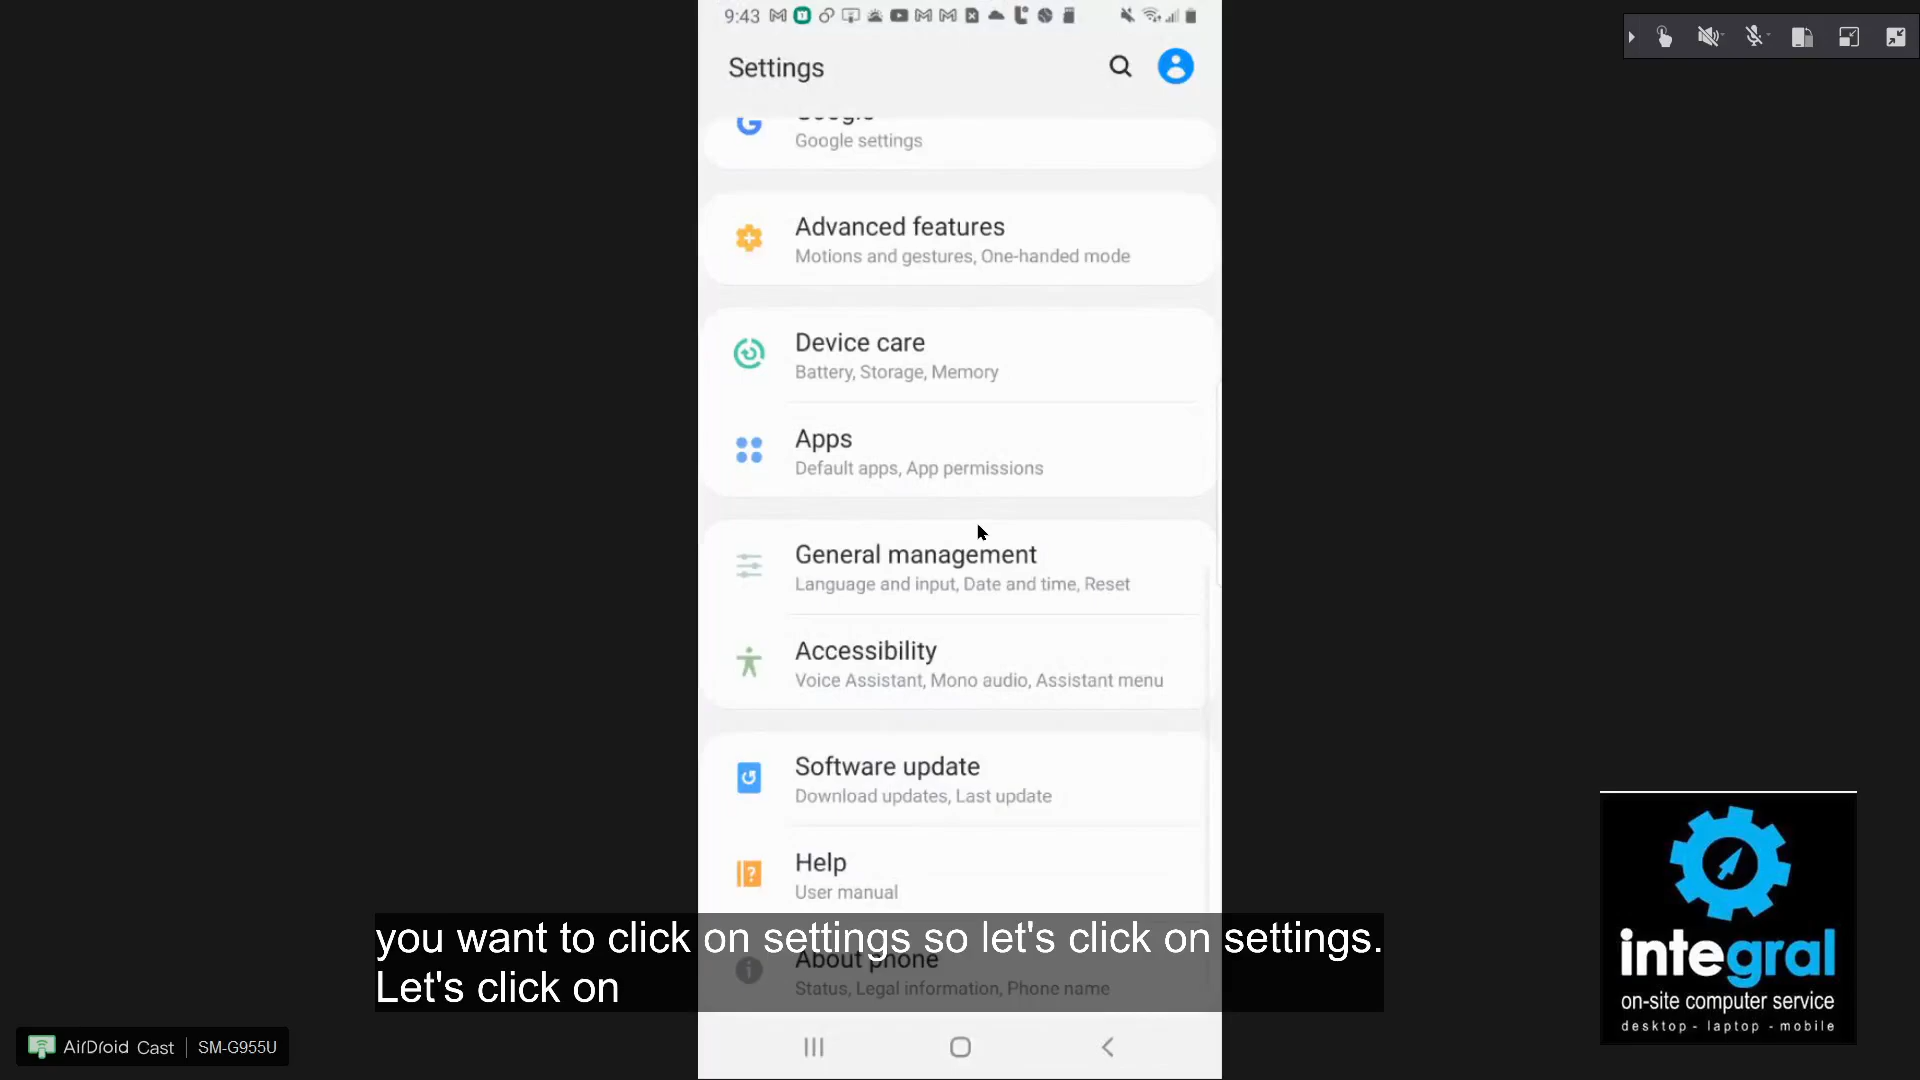 9:43
Settings
Google
Google settings
Advanced features
Motions and gestures, One-handed mode
Device care
Battery, Storage, Memory
Apps
Default apps, App permissions
General management
Language and input, Date and time, Reset
Accessibility
Voice Assistant, Mono audio, Assistant menu
Software update
Download updates, Last update
Help
User manual
you want to click on settings so let's click on settings.
Let's click on
About phone
Status, Legal information, Phone name
AirDroid Cast | SM-G955U
integral
on-site computer service
desktop - laptop - mobile